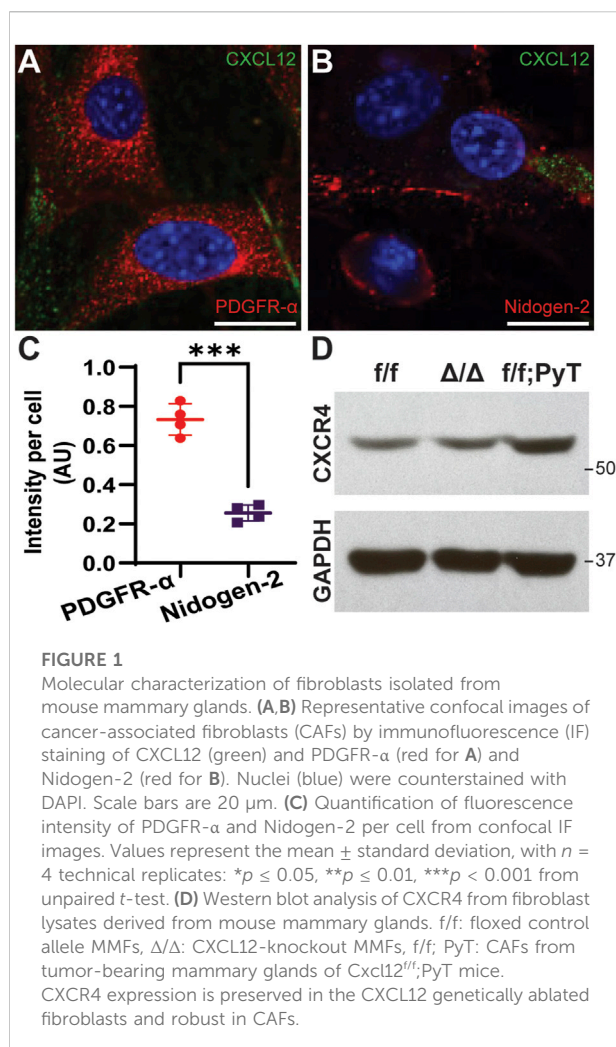 A
CXCL12
PDGFR-α
B
CXCL12
Nidogen-2
C
***
Intensity per cell
(AU)
1.0
0.8
0.6
0.4
0.2
0.0
PDGFR-α
Nidogen-2
D
f/f Δ/Δ f/f;PyT
CXCR4
-50
GAPDH
-37
FIGURE 1
Molecular characterization of fibroblasts isolated from
mouse mammary glands. (A,B) Representative confocal images of
cancer-associated fibroblasts (CAFs) by immunofluorescence (IF)
staining of CXCL12 (green) and PDGFR-α (red for A) and
Nidogen-2 (red for B). Nuclei (blue) were counterstained with
DAPI. Scale bars are 20 μm. (C) Quantification of fluorescence
intensity of PDGFR-α and Nidogen-2 per cell from confocal IF
images. Values represent the mean ± standard deviation, with n =
4 technical replicates: *p ≤ 0.05, **p ≤ 0.01, ***p < 0.001 from
unpaired t-test. (D) Western blot analysis of CXCR4 from fibroblast
lysates derived from mouse mammary glands. f/f: floxed control
allele MMFs, Δ/Δ: CXCL12-knockout MMFs, f/f; PyT: CAFs from
tumor-bearing mammary glands of Cxcl12f/f;PyT mice.
CXCR4 expression is preserved in the CXCL12 genetically ablated
fibroblasts and robust in CAFs.